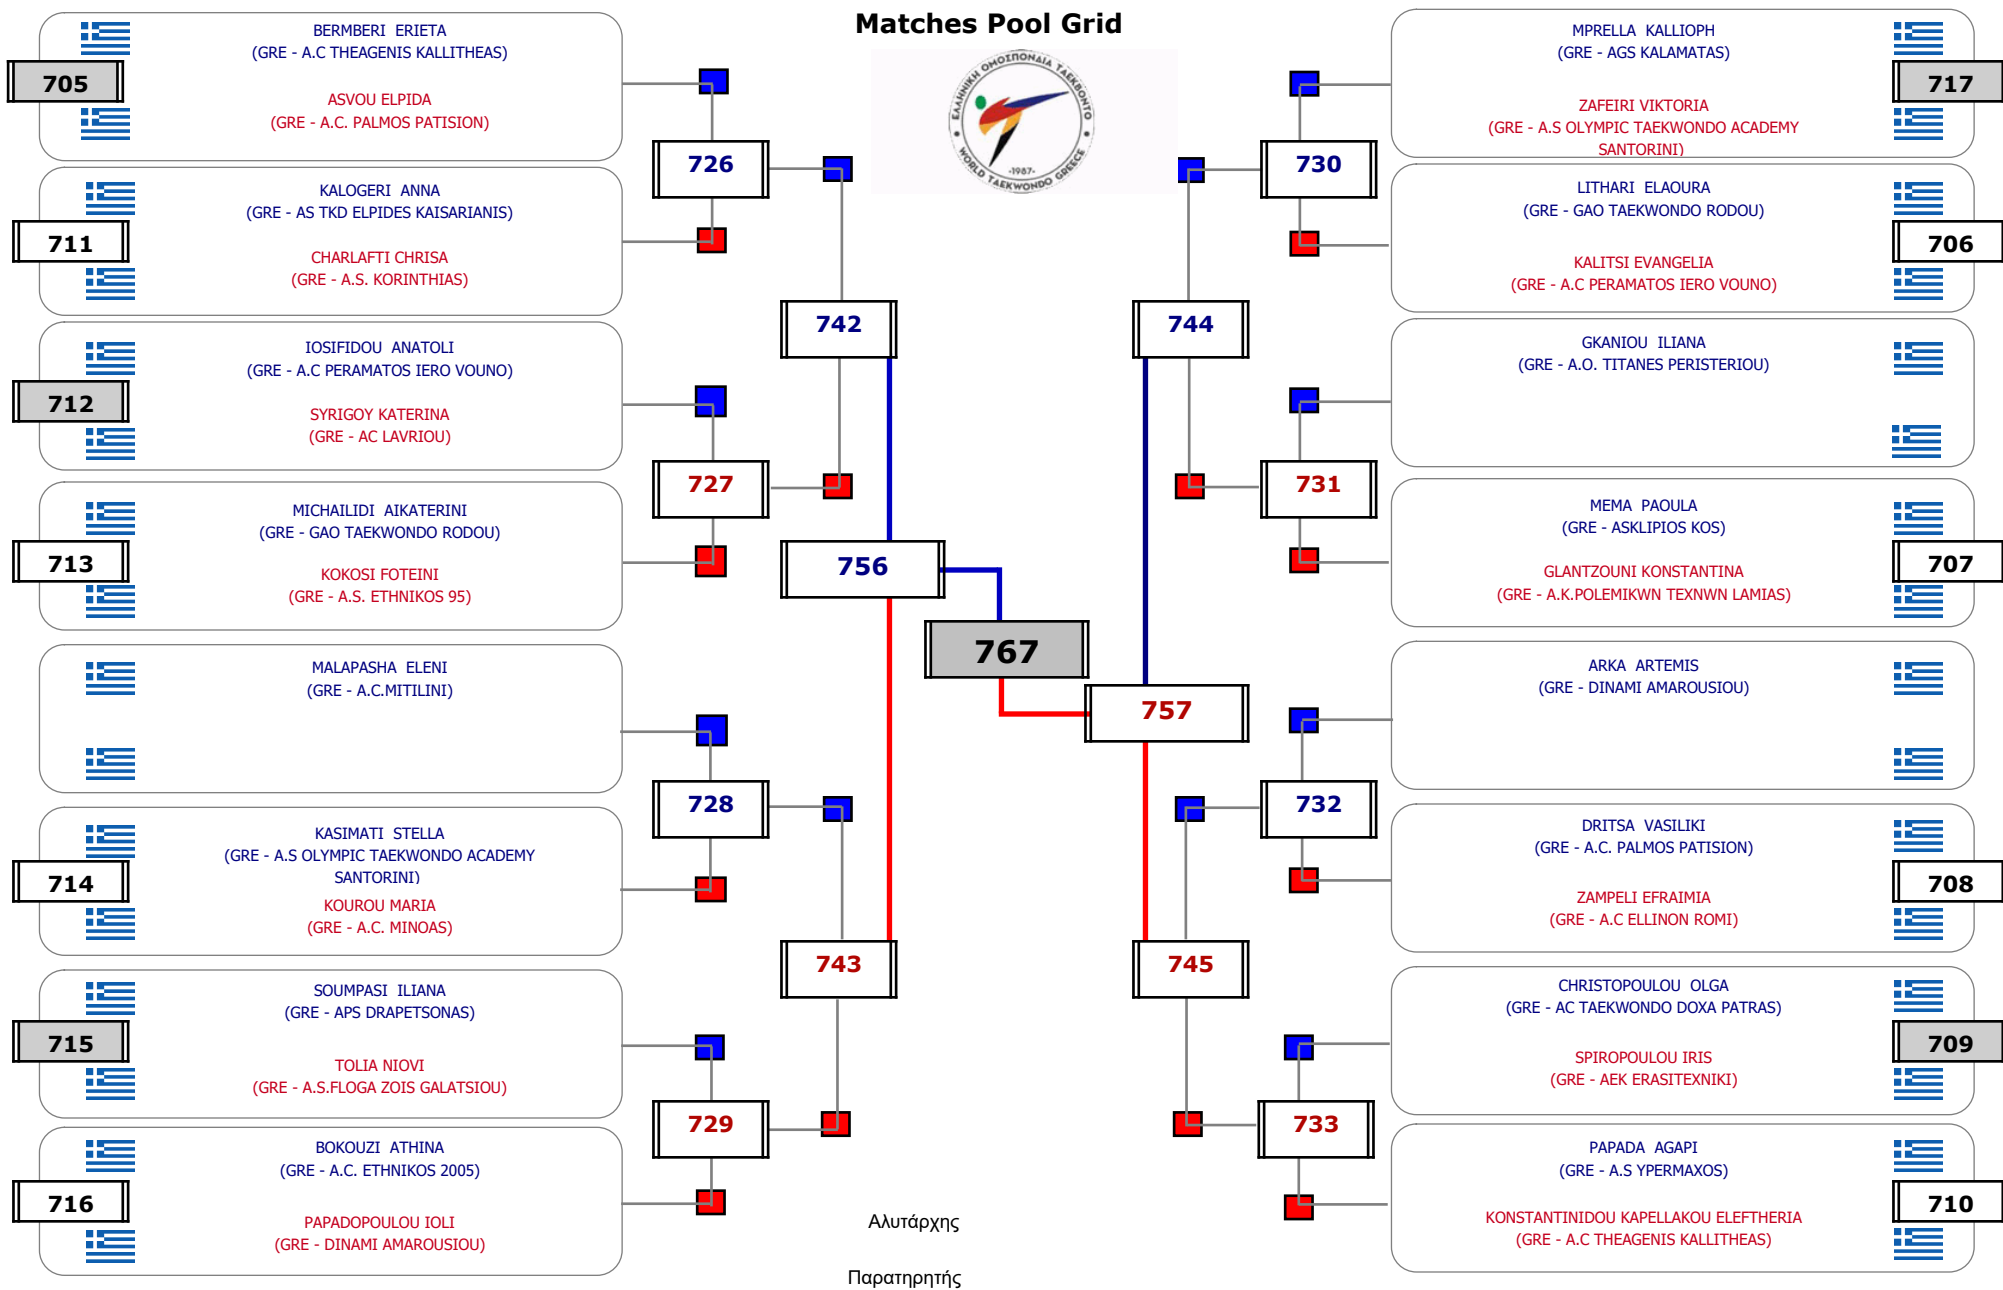 Matches Pool Grid
ΕΛΛΗΝΙΚΗ ΟΜΟΣΠΟΝΔΙΑ ΤΑΕΚΒΟΝΤΟ
WORLD TAEKWONDO GREECE
-1987-
BERMBERI ERIETA
(GRE - A.C THEAGENIS KALLITHEAS)
705
ASVOU ELPIDA
(GRE - A.C. PALMOS PATISION)
KALOGERI ANNA
(GRE - AS TKD ELPIDES KAISARIANIS)
711
CHARLAFTI CHRISA
(GRE - A.S. KORINTHIAS)
IOSIFIDOU ANATOLI
(GRE - A.C PERAMATOS IERO VOUNO)
712
SYRIGOY KATERINA
(GRE - AC LAVRIOU)
MICHAILIDI AIKATERINI
(GRE - GAO TAEKWONDO RODOU)
713
KOKOSI FOTEINI
(GRE - A.S. ETHNIKOS 95)
MALAPASHA ELENI
(GRE - A.C.MITILINI)
KASIMATI STELLA
(GRE - A.S OLYMPIC TAEKWONDO ACADEMY
SANTORINI)
714
KOUROU MARIA
(GRE - A.C. MINOAS)
SOUMPASI ILIANA
(GRE - APS DRAPETSONAS)
715
TOLIA NIOVI
(GRE - A.S.FLOGA ZOIS GALATSIOU)
BOKOUZI ATHINA
(GRE - A.C. ETHNIKOS 2005)
716
PAPADOPOULOU IOLI
(GRE - DINAMI AMAROUSIOU)
726
727
728
729
742
743
756
767
757
744
745
730
731
732
733
MPRELLA KALLIOPH
(GRE - AGS KALAMATAS)
717
ZAFEIRI VIKTORIA
(GRE - A.S OLYMPIC TAEKWONDO ACADEMY
SANTORINI)
LITHARI ELAOURA
(GRE - GAO TAEKWONDO RODOU)
706
KALITSI EVANGELIA
(GRE - A.C PERAMATOS IERO VOUNO)
GKANIOU ILIANA
(GRE - A.O. TITANES PERISTERIOU)
MEMA PAOULA
(GRE - ASKLIPIOS KOS)
707
GLANTZOUNI KONSTANTINA
(GRE - A.K.POLEMIKWN TEXNWN LAMIAS)
ARKA ARTEMIS
(GRE - DINAMI AMAROUSIOU)
DRITSA VASILIKI
(GRE - A.C. PALMOS PATISION)
708
ZAMPELI EFRAIMIA
(GRE - A.C ELLINON ROMI)
CHRISTOPOULOU OLGA
(GRE - AC TAEKWONDO DOXA PATRAS)
709
SPIROPOULOU IRIS
(GRE - AEK ERASITEXNIKI)
PAPADA AGAPI
(GRE - A.S YPERMAXOS)
710
KONSTANTINIDOU KAPELLAKOU ELEFTHERIA
(GRE - A.C THEAGENIS KALLITHEAS)
Αλυτάρχης
Παρατηρητής